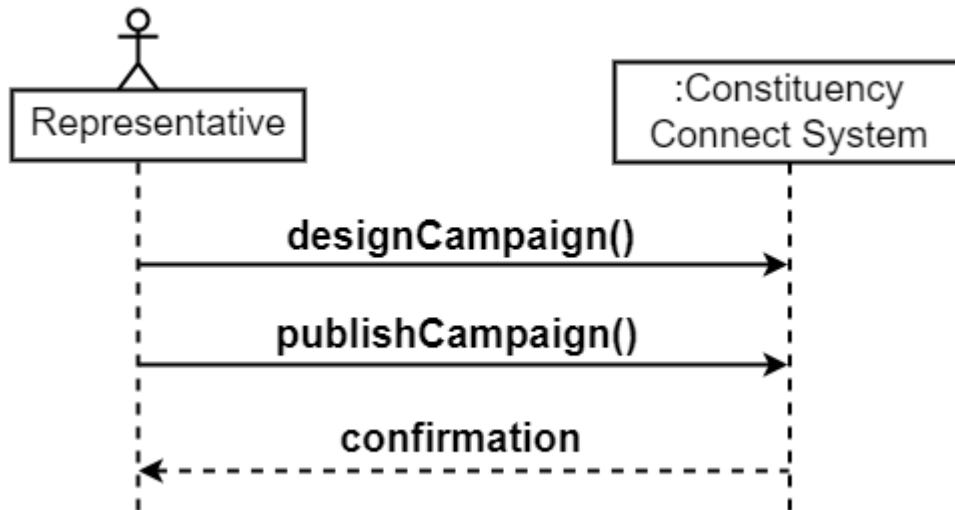 Representative
:Constituency
Connect System
designCampaign()
publishCampaign()
confirmation